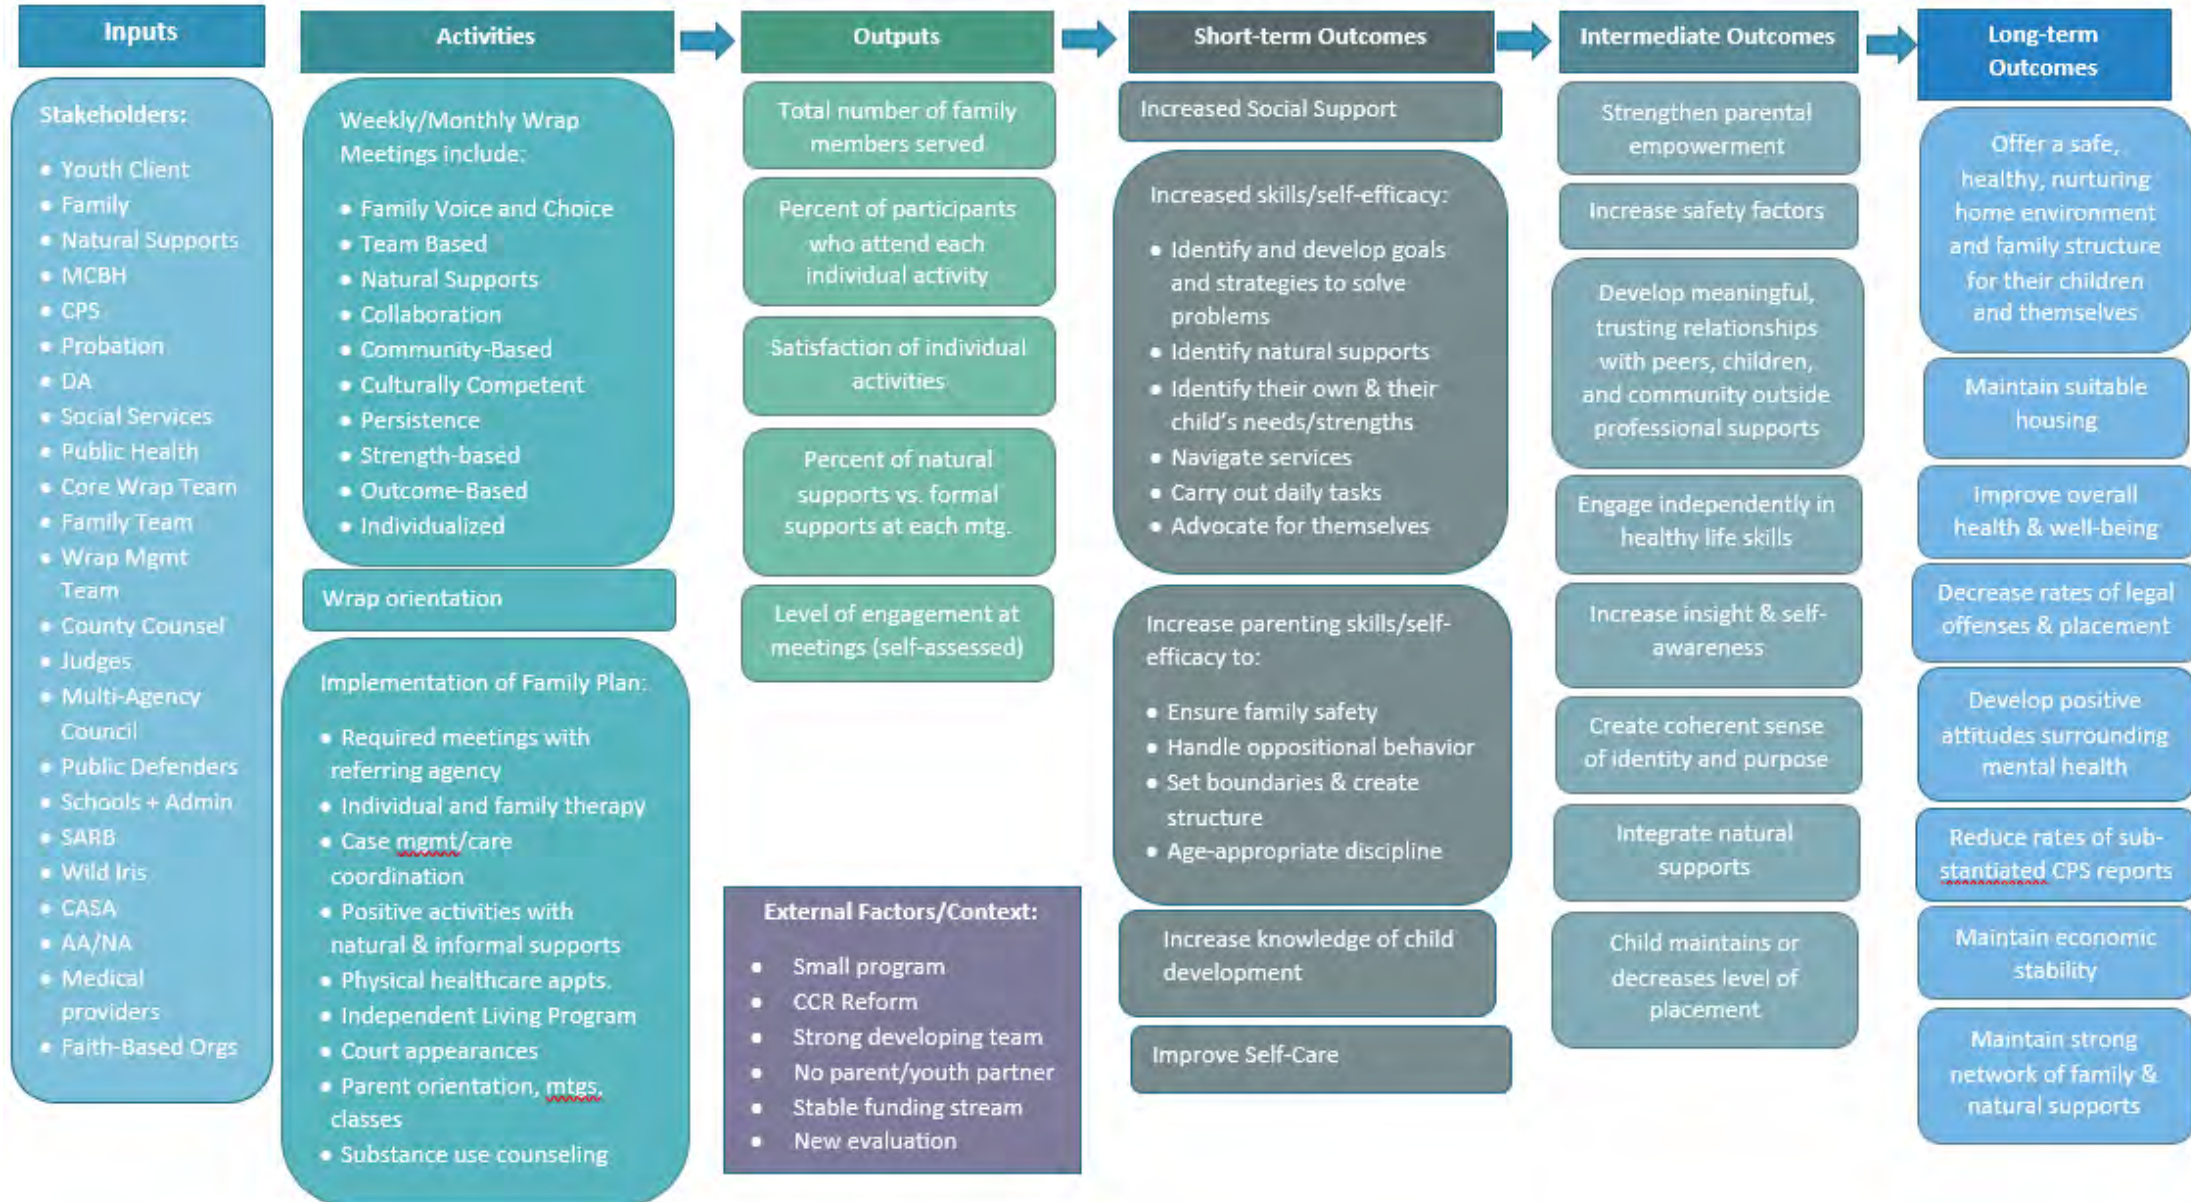 Inputs
Stakeholders:
• Youth Client
• Family
• Natural Supports
• MCBH
• CPS
• Probation
• DA
• Social Services
• Public Health
• Core Wrap Team
• Family Team
• Wrap Mgmt
Team
• County Counsel
• Judges
• Multi-Agency
Council
• Public Defenders
• Schools + Admin
• SARB
• Wild Iris
• CASA
• AA/NA
• Medical
providers
• Faith-Based Orgs
Activities
Weekly/Monthly Wrap
Meetings include:
• Family Voice and Choice
• Team Based
• Natural Supports
• Collaboration
• Community-Based
• Culturally Competent
• Persistence
• Strength-based
• Outcome-Based
• Individualized
Wrap orientation
Implementation of Family Plan:
• Required meetings with
referring agency
• Individual and family therapy
• Case mgmt/care
coordination
• Positive activities with
natural & informal supports
• Physical healthcare appts.
• Independent Living Program
• Court appearances
• Parent orientation, mtgs,
classes
• Substance use counseling
Outputs
Total number of family
members served
Percent of participants
who attend each
individual activity
Satisfaction of individual
activities
Percent of natural
supports vs. formal
supports at each mtg.
Level of engagement at
meetings (self-assessed)
External Factors/Context:
• Small program
• CCR Reform
• Strong developing team
• No parent/youth partner
• Stable funding stream
• New evaluation
Short-term Outcomes
Increased Social Support
Increased skills/self-efficacy:
• Identify and develop goals
and strategies to solve
problems
• Identify natural supports
• Identify their own & their
child's needs/strengths
• Navigate services
• Carry out daily tasks
• Advocate for themselves
Increase parenting skills/self-
efficacy to:
• Ensure family safety
• Handle oppositional behavior
• Set boundaries & create
structure
• Age-appropriate discipline
Increase knowledge of child
development
Improve Self-Care
Intermediate Outcomes
Strengthen parental
empowerment
Increase safety factors
Develop meaningful,
trusting relationships
with peers, children,
and community outside
professional supports
Engage independently in
healthy life skills
Increase insight & self-
awareness
Create coherent sense
of identity and purpose
Integrate natural
supports
Child maintains or
decreases level of
placement
Long-term
Outcomes
Offer a safe,
healthy, nurturing
home environment
and family structure
for their children
and themselves
Maintain suitable
housing
Improve overall
health & well-being
Decrease rates of legal
offenses & placement
Develop positive
attitudes surrounding
mental health
Reduce rates of sub-
stantiated CPS reports
Maintain economic
stability
Maintain strong
network of family &
natural supports